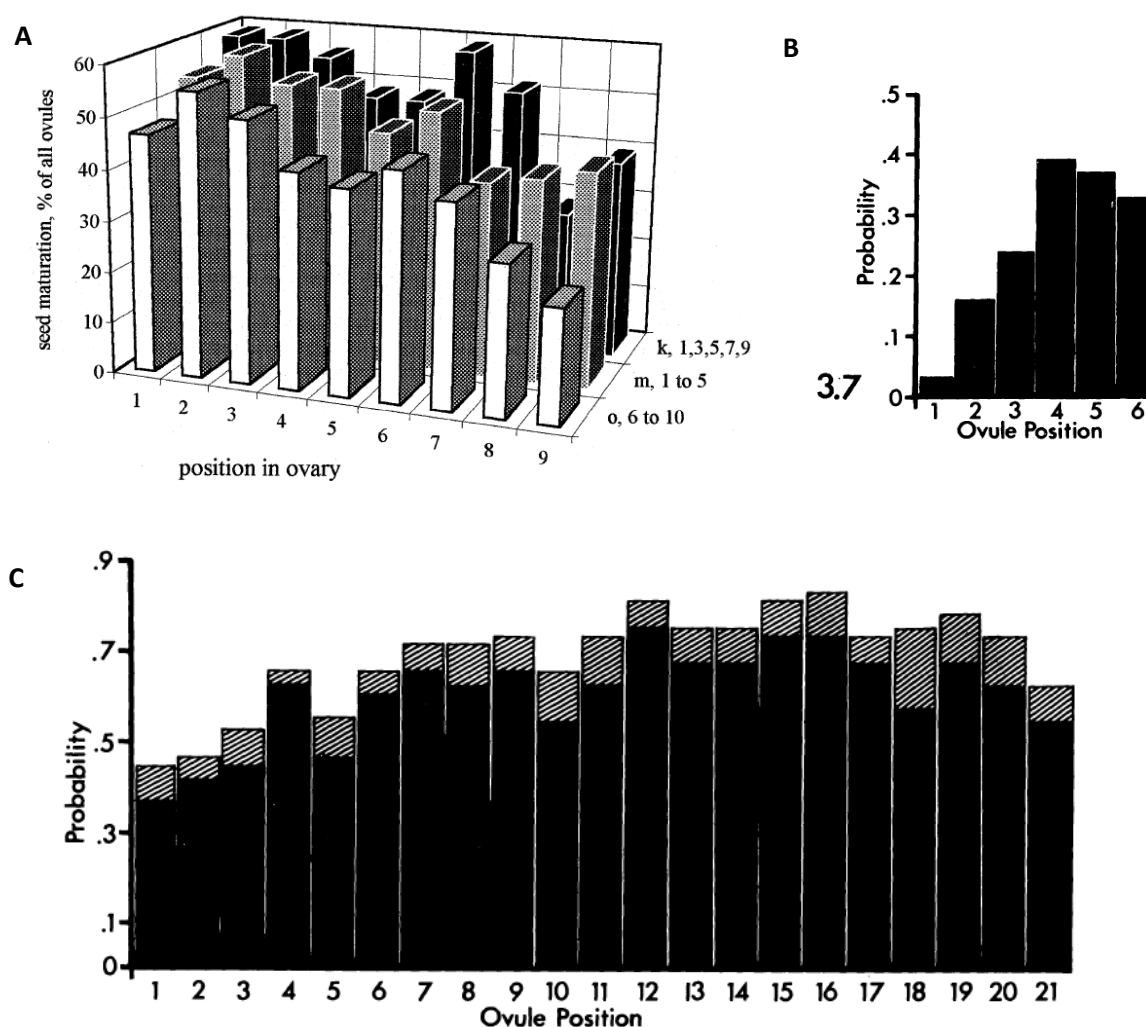 A
seed maturation, % of all ovules
60
50
40
30
20
10
0
1 2 3 4 5 6 7 8 9
position in ovary
k, 1,3,5,7,9
m, 1 to 5
o, 6 to 10
B
Probability
.5
.4
.3
.2
.1
0
3.7
1 2 3 4 5 6
Ovule Position
C
Probability
.9
.7
.5
.3
.1
0
1 2 3 4 5 6 7 8 9 10 11 12 13 14 15 16 17 18 19 20 21
Ovule Position